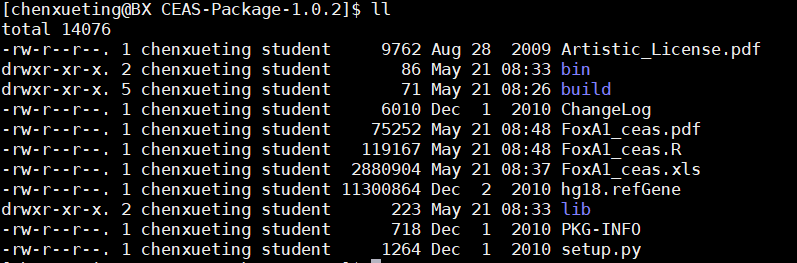 [chenxueting@BX CEAS-Package-1.0.2]$ ll
total 14076
-rw-r--r--. 1 chenxueting student     9762 Aug 28  2009 Artistic_License.pdf
drwxr-xr-x. 2 chenxueting student       86 May 21 08:33 bin
drwxr-xr-x. 5 chenxueting student       71 May 21 08:26 build
-rw-r--r--. 1 chenxueting student     6010 Dec  1  2010 ChangeLog
-rw-r--r--. 1 chenxueting student    75252 May 21 08:48 FoxA1_ceas.pdf
-rw-r--r--. 1 chenxueting student   119167 May 21 08:48 FoxA1_ceas.R
-rw-r--r--. 1 chenxueting student  2880904 May 21 08:37 FoxA1_ceas.xls
-rw-r--r--. 1 chenxueting student 11300864 Dec  2  2010 hg18.refGene
drwxr-xr-x. 2 chenxueting student      223 May 21 08:33 lib
-rw-r--r--. 1 chenxueting student      718 Dec  1  2010 PKG-INFO
-rw-r--r--. 1 chenxueting student     1264 Dec  1  2010 setup.py